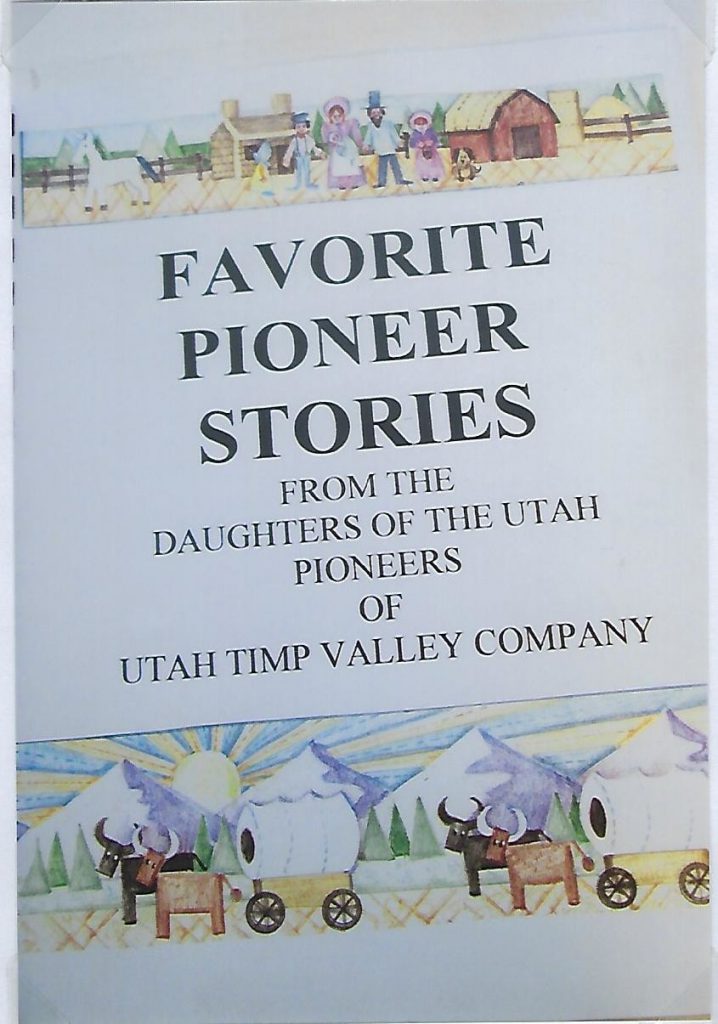 FAVORITE
PIONEER
STORIES
FROM THE
DAUGHTERS OF THE UTAH
PIONEERS
OF
UTAH TIMP VALLEY COMPANY